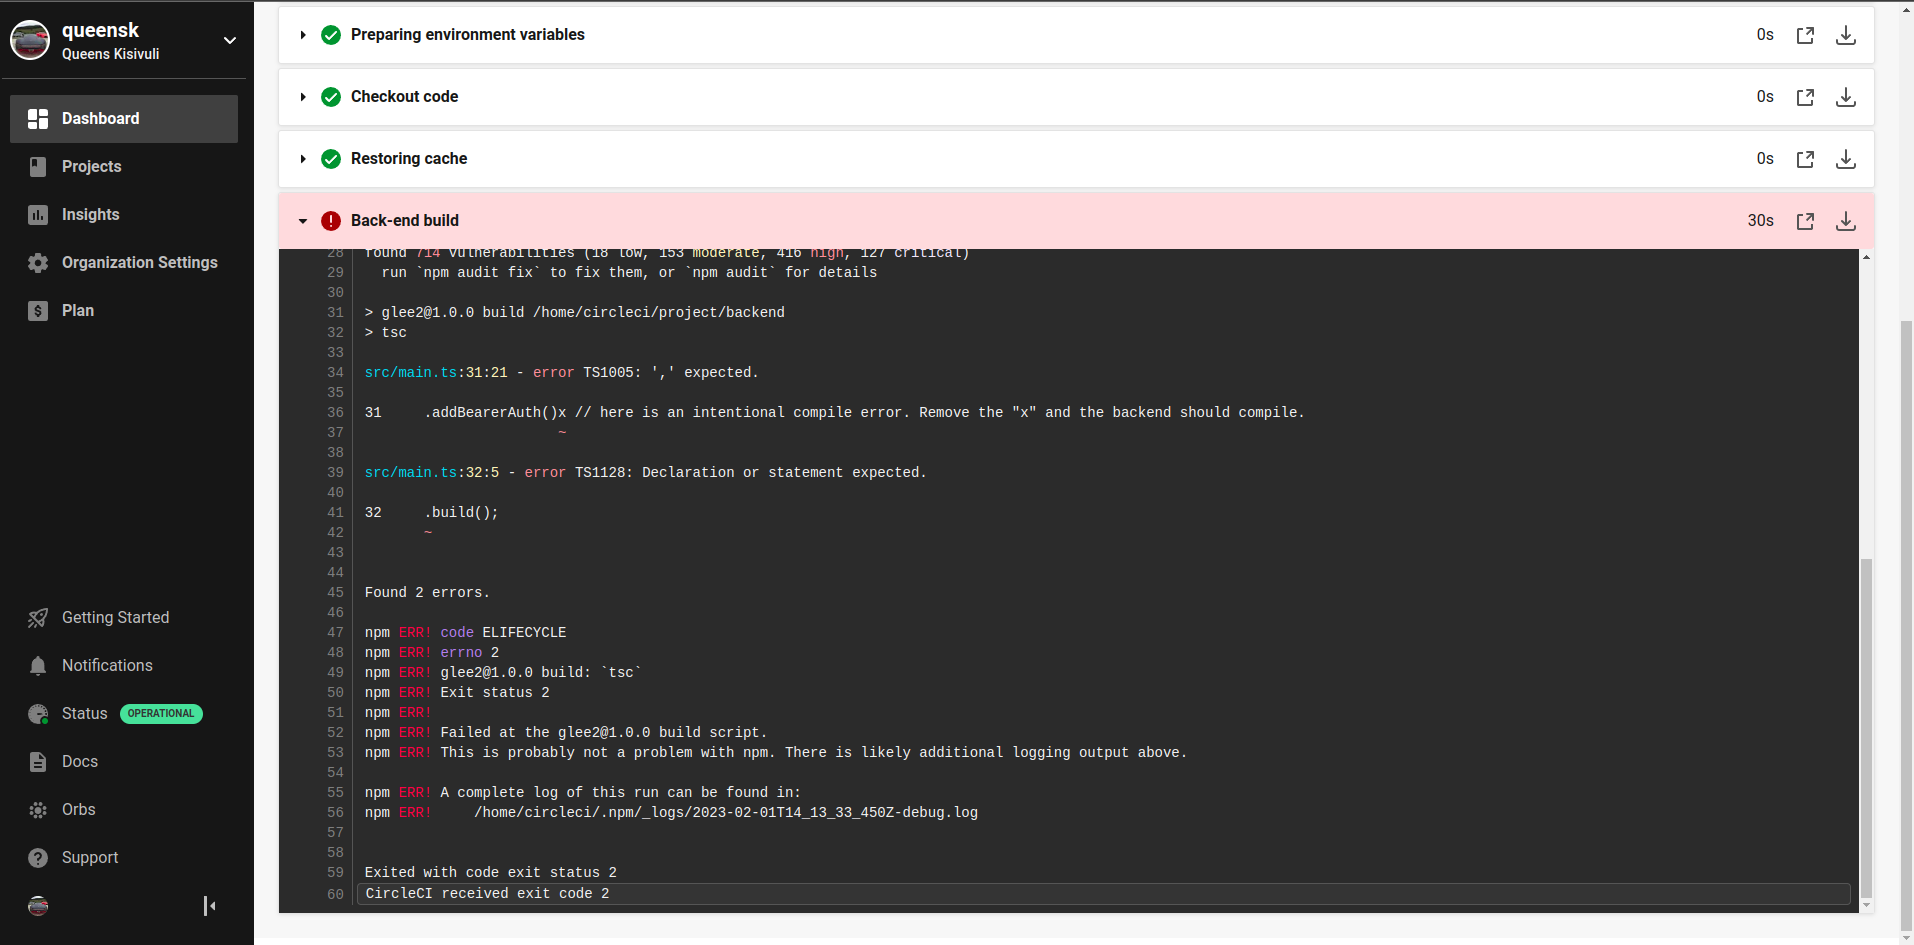 queensk
Queens Kisivuli
Dashboard
Projects
Insights
Organization Settings
Plan
Getting Started
Notifications
Status OPERATIONAL
Docs
Orbs
Support
Preparing environment variables 0s
Checkout code 0s
Restoring cache 0s
Back-end build 30s
28 found 714 vulnerabilities (18 low, 153 moderate, 416 high, 127 critical)
29 run `npm audit fix` to fix them, or `npm audit` for details
30
31 > glee2@1.0.0 build /home/circleci/project/backend
32 > tsc
33
34 src/main.ts:31:21 - error TS1005: ',' expected.
35
36 31 .addBearerAuth()x // here is an intentional compile error. Remove the "x" and the backend should compile.
37 ~
38
39 src/main.ts:32:5 - error TS1128: Declaration or statement expected.
40
41 32 .build();
42 ~
43
44
45 Found 2 errors.
46
47 npm ERR! code ELIFECYCLE
48 npm ERR! errno 2
49 npm ERR! glee2@1.0.0 build: `tsc`
50 npm ERR! Exit status 2
51 npm ERR!
52 npm ERR! Failed at the glee2@1.0.0 build script.
53 npm ERR! This is probably not a problem with npm. There is likely additional logging output above.
54
55 npm ERR! A complete log of this run can be found in:
56 npm ERR! /home/circleci/.npm/_logs/2023-02-01T14_13_33_450Z-debug.log
57
58
59 Exited with code exit status 2
60 CircleCI received exit code 2